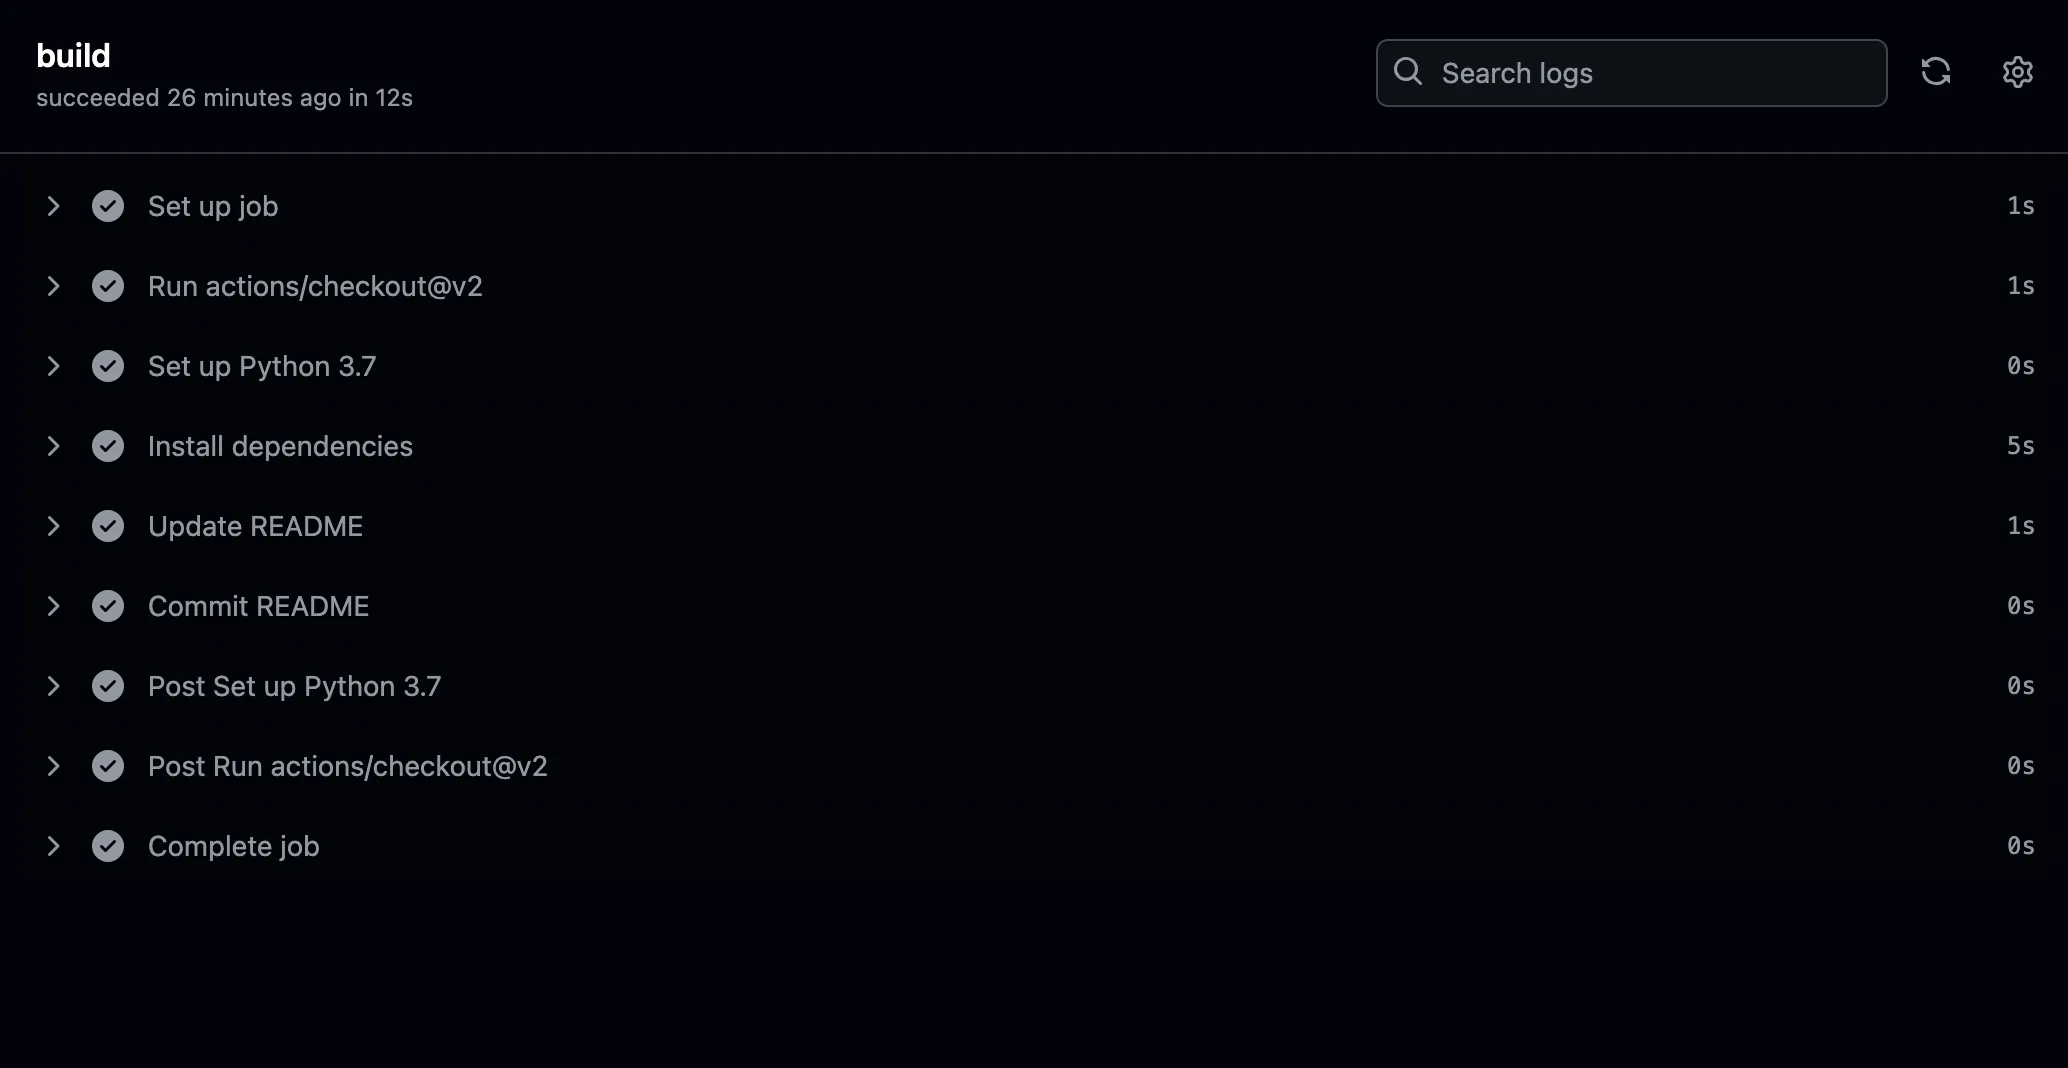 build
succeeded 26 minutes ago in 12s
Search logs
Set up job 1s
Run actions/checkout@v2 1s
Set up Python 3.7 0s
Install dependencies 5s
Update README 1s
Commit README 0s
Post Set up Python 3.7 0s
Post Run actions/checkout@v2 0s
Complete job 0s